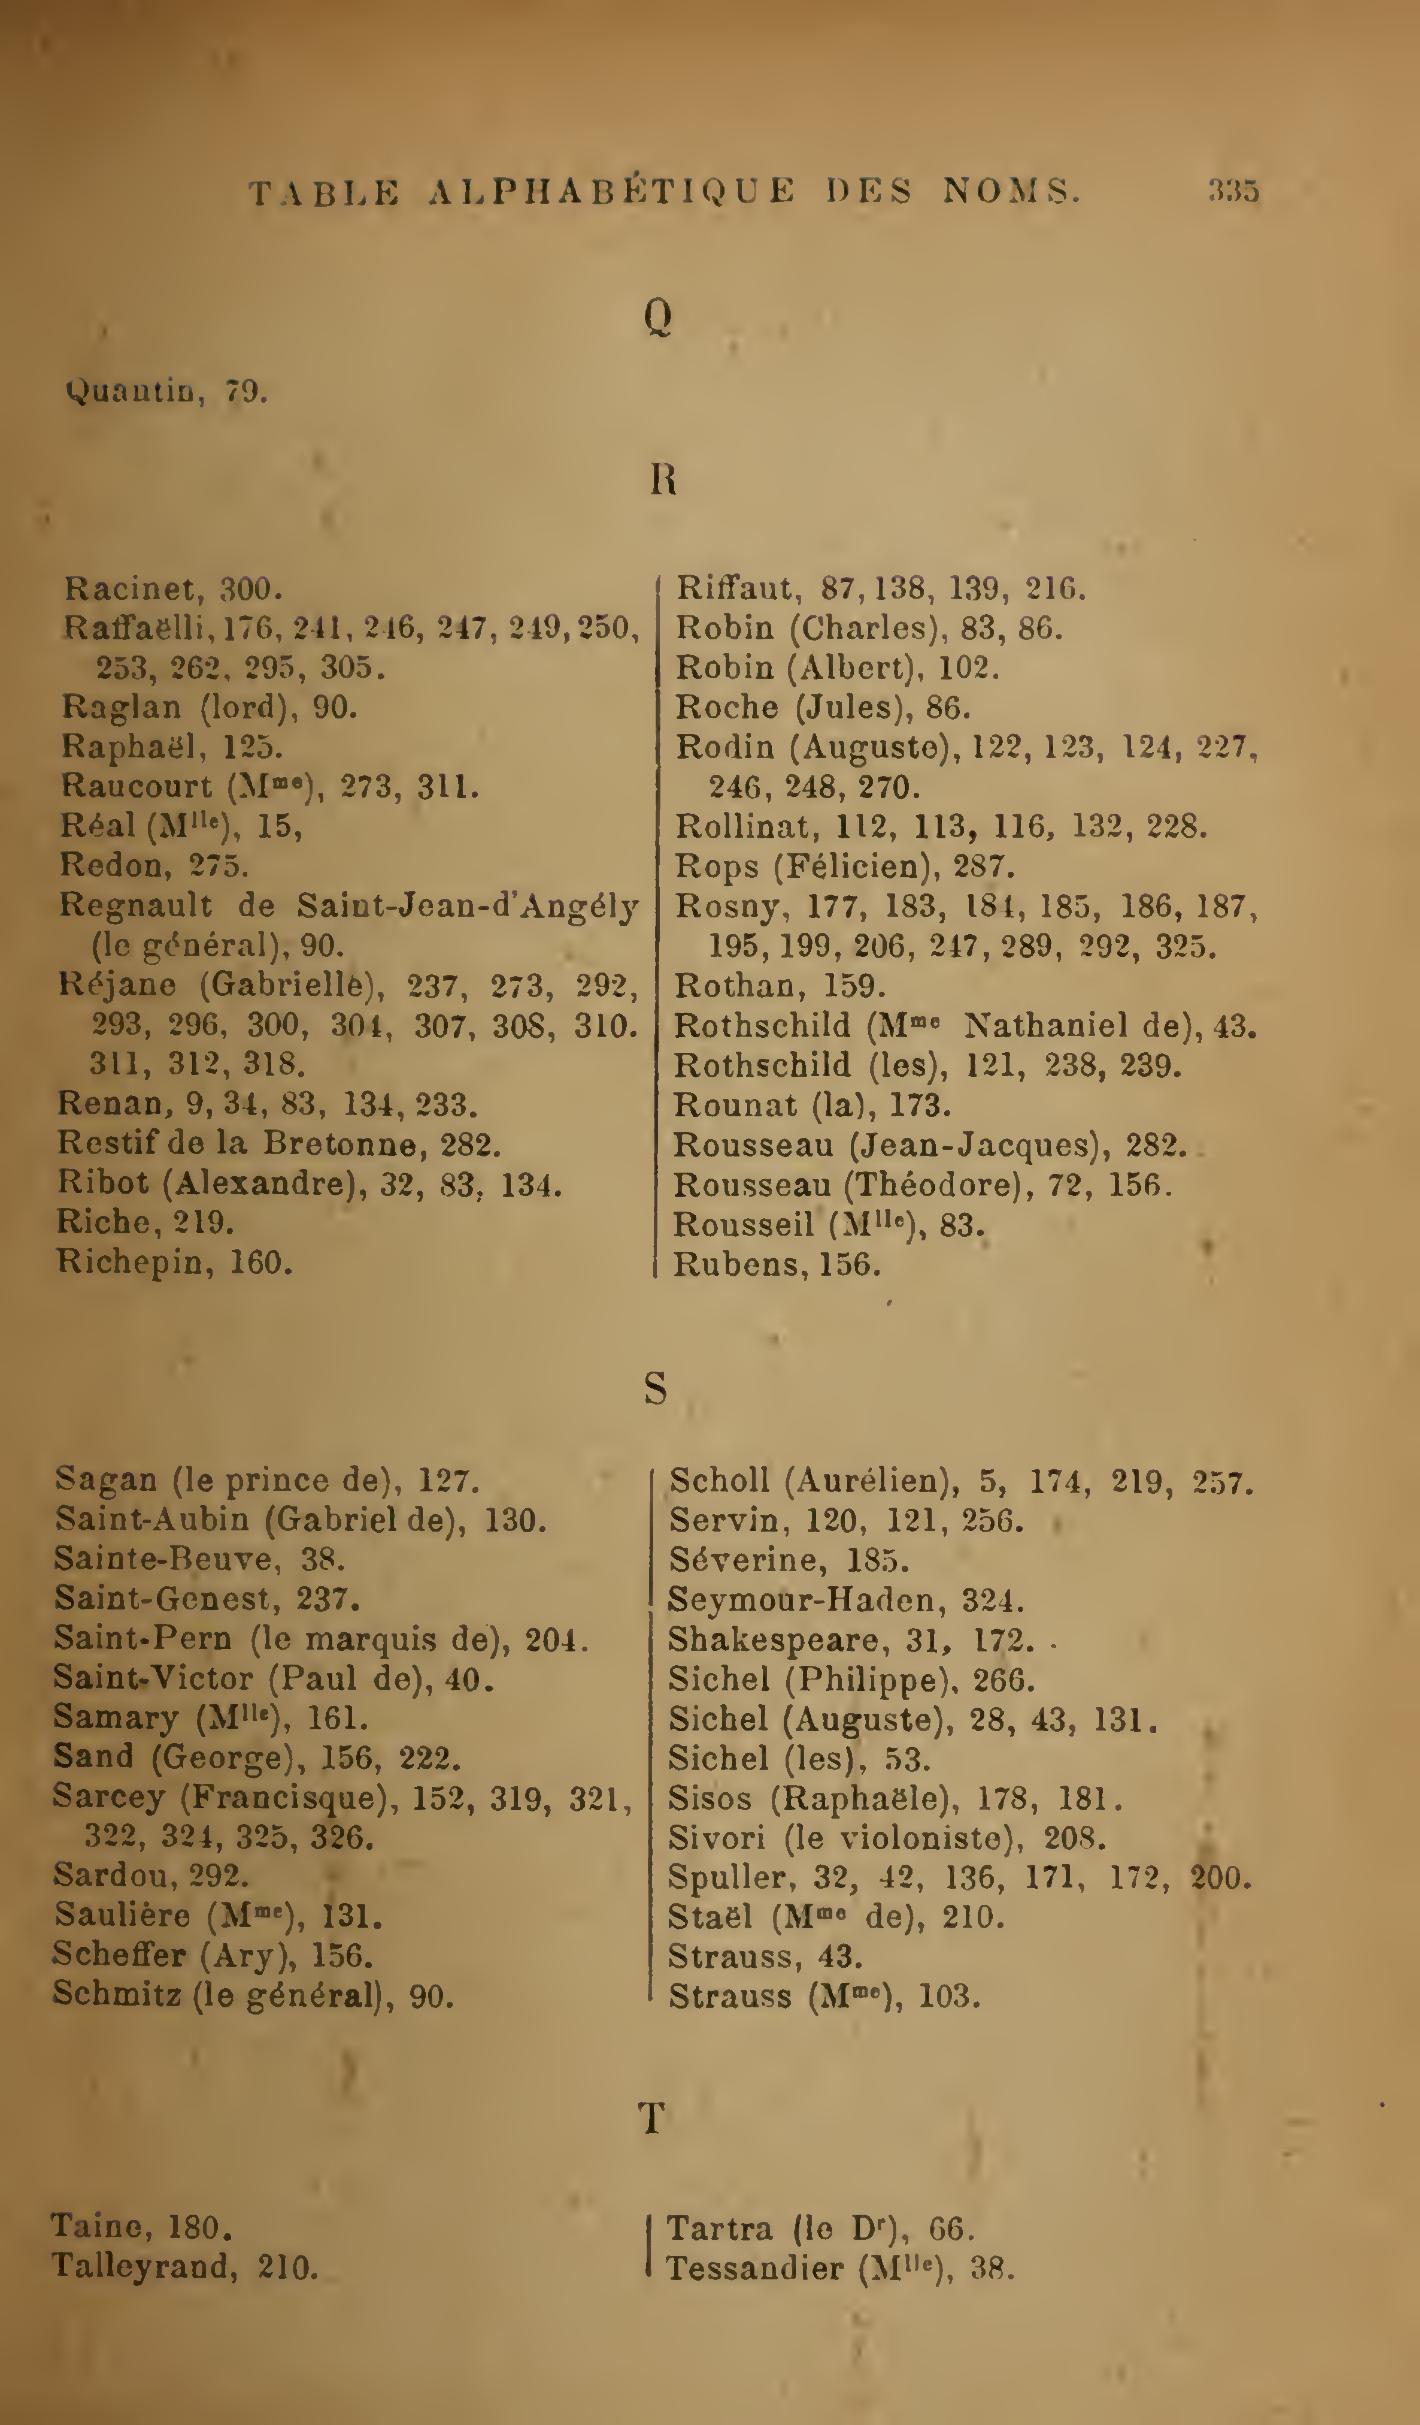 TABLE ALPHABÉTIQUE DES NOMS. 335
Q
Quantin, 79.
R
Racinet, 300.
Raffaëlli, 176, 241, 246, 247, 249, 250,
253, 262, 295, 305.
Raglan (lord), 90.
Raphaël, 125.
Raucourt (Mme), 273, 311.
Réal (Mlle), 15,
Redon, 275.
Regnault de Saint-Jean-d'Angély
(le général), 90.
Réjane (Gabrielle), 237, 273, 292,
293, 296, 300, 304, 307, 308, 310.
311, 312, 318.
Renan, 9, 34, 83, 134, 233.
Restif de la Bretonne, 282.
Ribot (Alexandre), 32, 83, 134.
Riche, 219.
Richepin, 160.
Riffaut, 87, 138, 139, 216.
Robin (Charles), 83, 86.
Robin (Albert), 102.
Roche (Jules), 86.
Rodin (Auguste), 122, 123, 124, 227,
246, 248, 270.
Rollinat, 112, 113, 116, 132, 228.
Rops (Félicien), 287.
Rosny, 177, 183, 184, 185, 186, 187,
195, 199, 206, 247, 289, 292, 325.
Rothan, 159.
Rothschild (Mme Nathaniel de), 43.
Rothschild (les), 121, 238, 239.
Rounat (la), 173.
Rousseau (Jean-Jacques), 282.
Rousseau (Théodore), 72, 156.
Rousseil (Mlle), 83.
Rubens, 156.
S
Sagan (le prince de), 127.
Saint-Aubin (Gabriel de), 130.
Sainte-Beuve, 38.
Saint-Genest, 237.
Saint-Pern (le marquis de), 204.
Saint-Victor (Paul de), 40.
Samary (Mlle), 161.
Sand (George), 156, 222.
Sarcey (Francisque), 152, 319, 321,
322, 324, 325, 326.
Sardou, 292.
Saulière (Mme), 131.
Scheffer (Ary), 156.
Schmitz (le général), 90.
Scholl (Aurélien), 5, 174, 219, 257.
Servin, 120, 121, 256.
Séverine, 185.
Seymour-Haden, 324.
Shakespeare, 31, 172.
Sichel (Philippe), 266.
Sichel (Auguste), 28, 43, 131.
Sichel (les), 53.
Sisos (Raphaële), 178, 181.
Sivori (le violoniste), 208.
Spuller, 32, 42, 136, 171, 172, 200.
Staël (Mme de), 210.
Strauss, 43.
Strauss (Mme), 103.
T
Taine, 180.
Talleyrand, 210.
Tartra (le Dr), 66.
Tessandier (Mlle), 38.